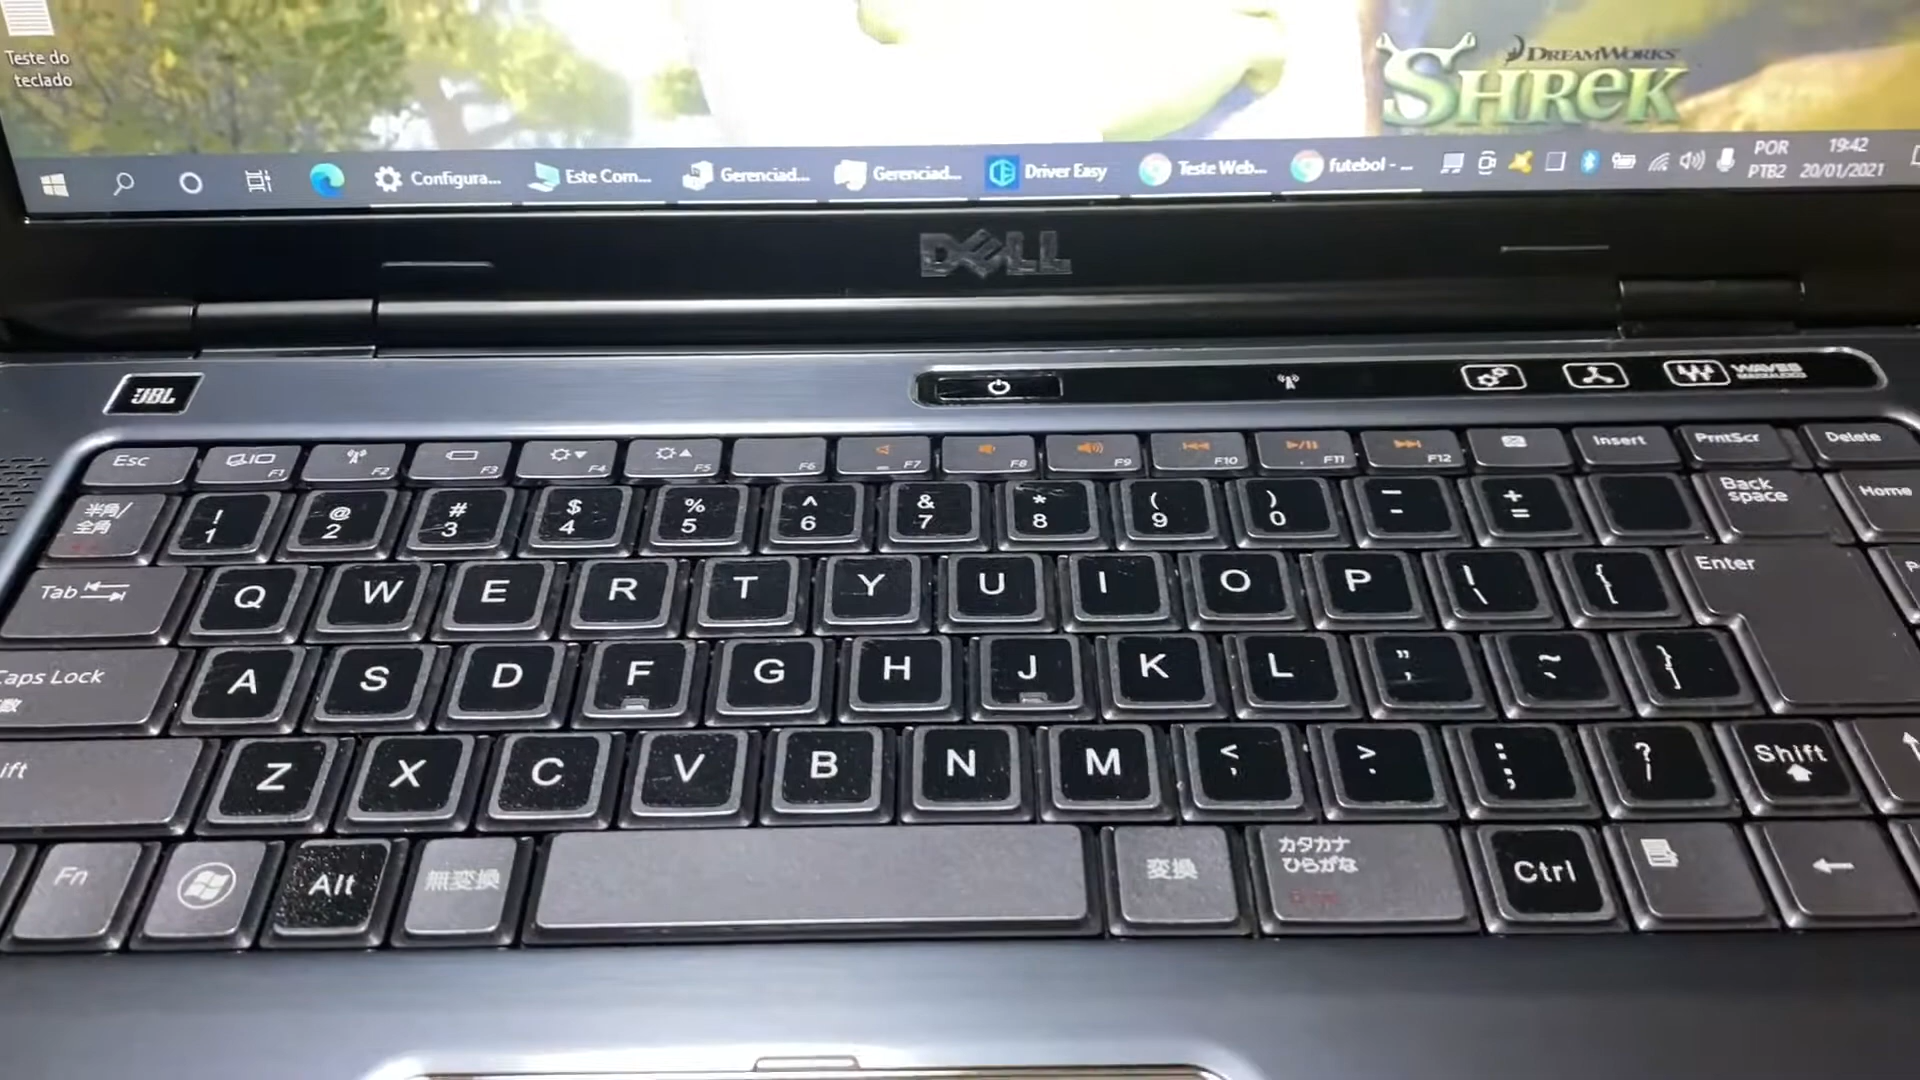 Teste do
teclado
DREAMWORKS
SHREK
Configura...
Este Com...
Gerenciad...
Gerenciad...
Driver Easy
Teste Web...
futebol - ...
POR
PTB2
19:42
20/01/2021
DELL
JBL
WAVES
MAXXAUDIO
Esc
F1
F2
F3
F4
F5
F6
F7
F8
F9
F10
F11
F12
Insert
PrntScr
Delete
半角/
全角
! 1
@ 2
# 3
$ 4
% 5
^ 6
& 7
* 8
( 9
) 0
— -
+ =
Back
space
Home
Tab
Q W E R T Y U I O P
| \
{
Enter
P
Caps Lock
数
A S D F G H J K L
" '
~
}
ift
Z X C V B N M
< ,
> .
: ;
? /
Shift
Fn
Alt
無変換
変換
カタカナ
ひらがな
Ctrl